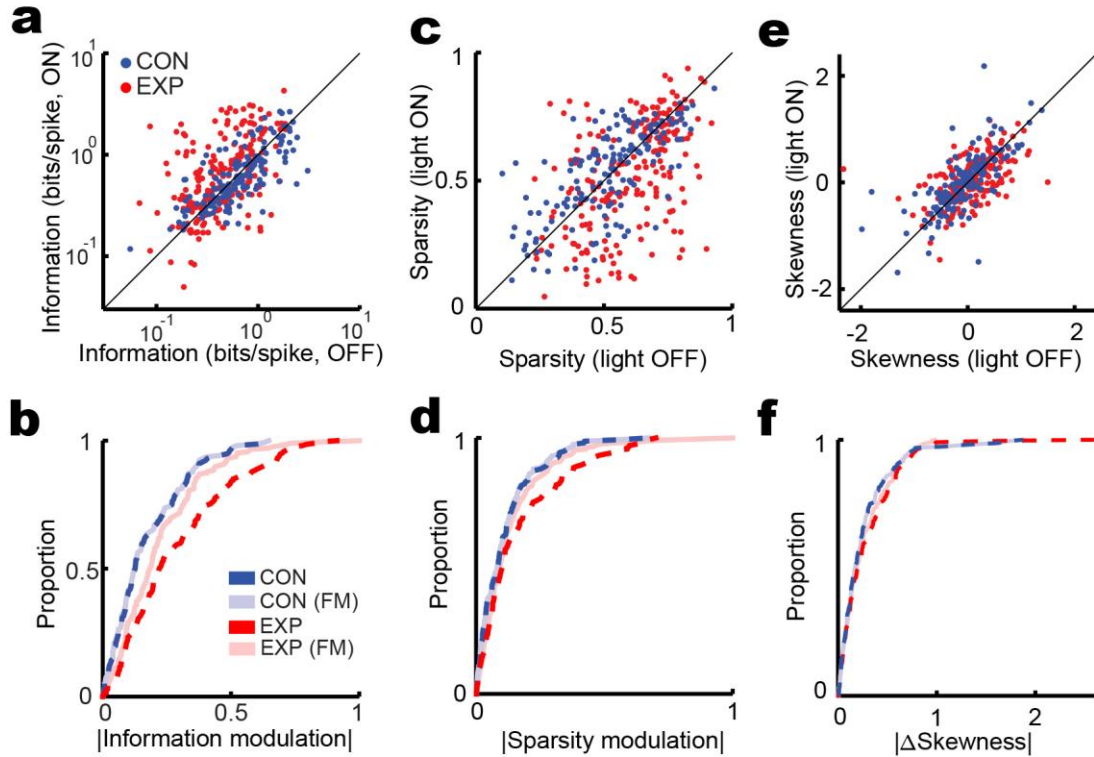 a
Information (bits/spike, ON)
10^1
10^0
10^-1
CON
EXP
10^-1 10^0 10^1
Information (bits/spike, OFF)
c
Sparsity (light ON)
1
0.5
0
0 0.5 1
Sparsity (light OFF)
e
Skewness (light ON)
2
0
-2
-2 0 2
Skewness (light OFF)
b
Proportion
1
0.5
0
CON
CON (FM)
EXP
EXP (FM)
0 0.5 1
|Information modulation|
d
Proportion
1
0
0 1
|Sparsity modulation|
f
Proportion
1
0
0 1 2
|ΔSkewness|